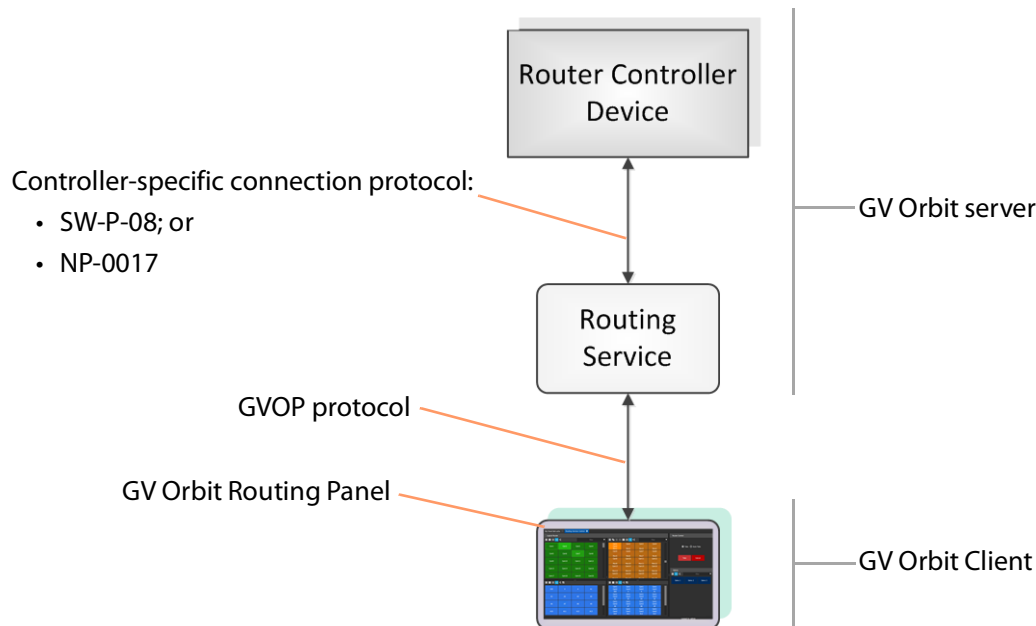 Router Controller
Device
Controller-specific connection protocol:
• SW-P-08; or
• NP-0017
GV Orbit server
Routing
Service
GVOP protocol
GV Orbit Routing Panel
GV Orbit Client